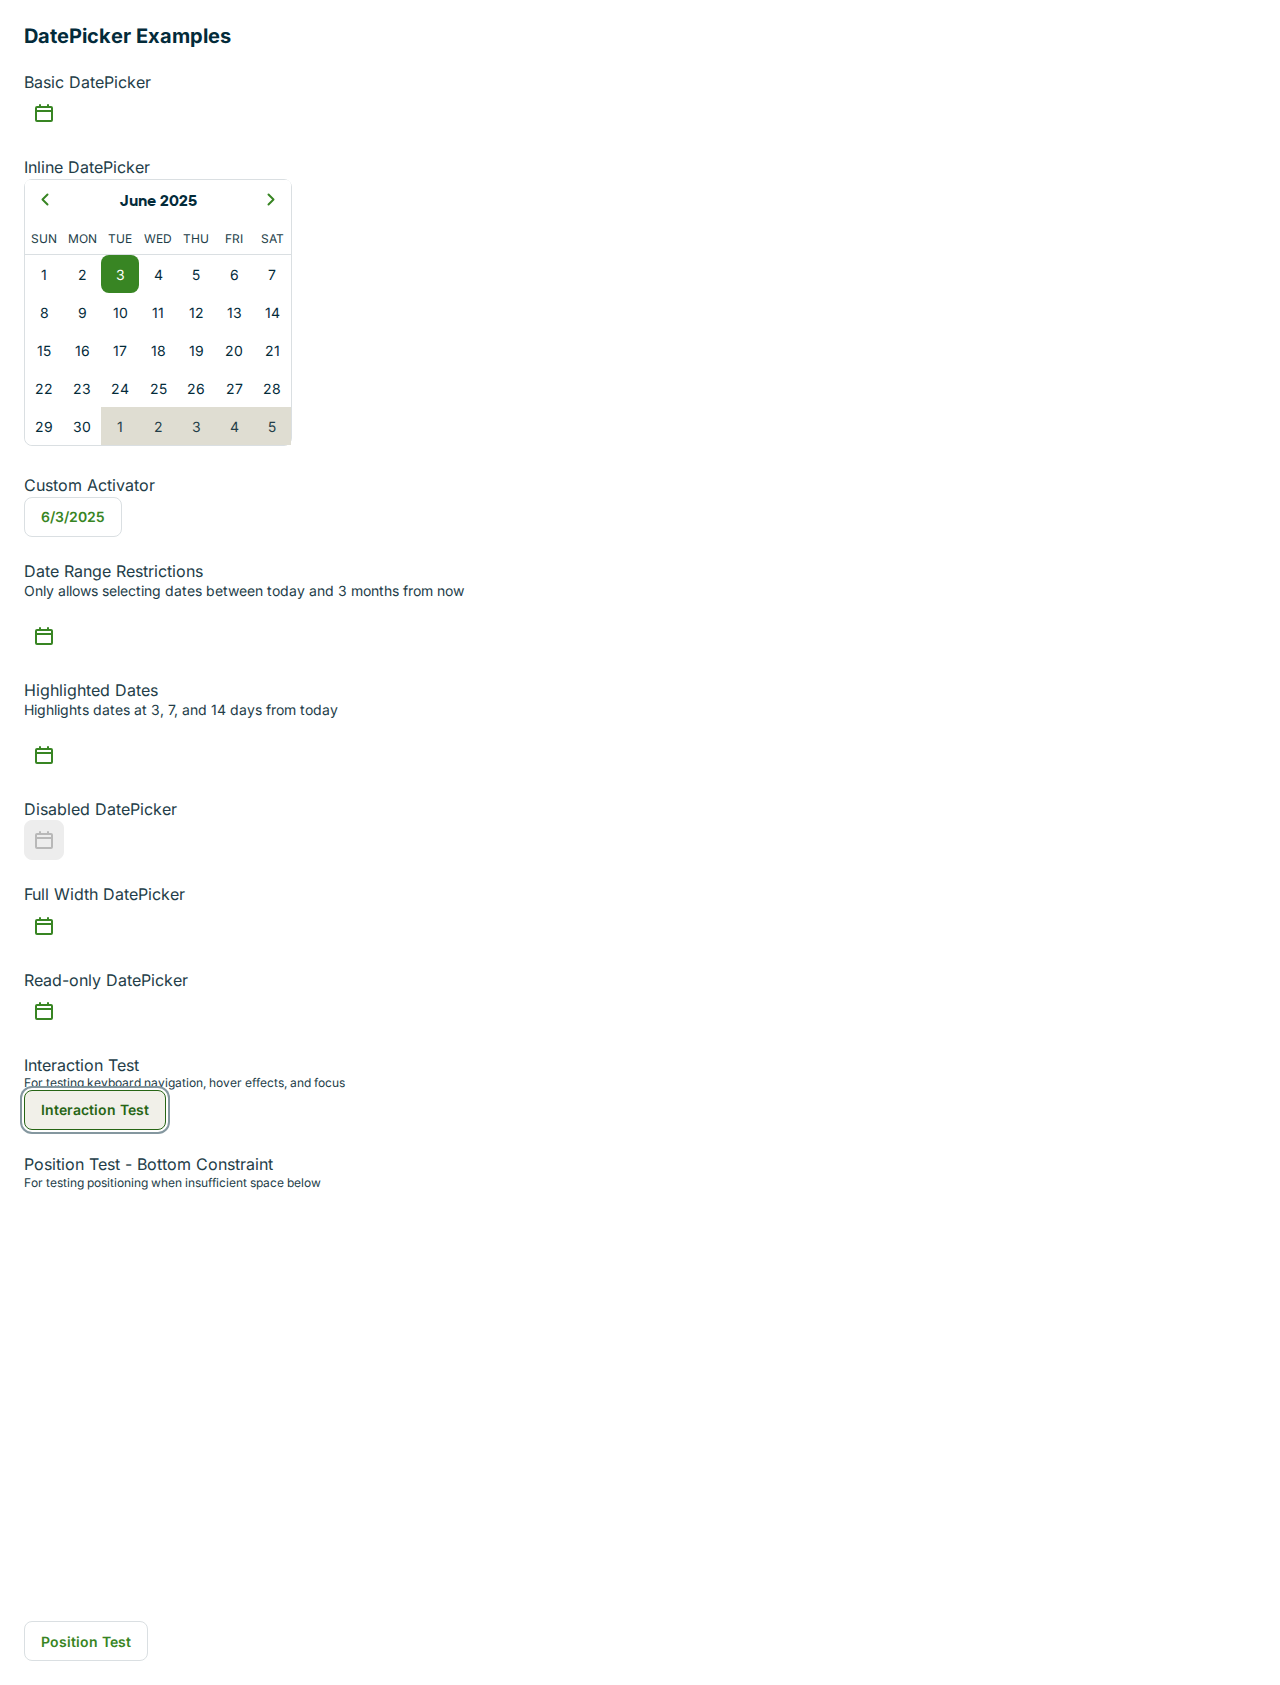 DatePicker Examples
Basic DatePicker
Inline DatePicker
June 2025
SUN MON TUE WED THU FRI SAT
1 2 3 4 5 6 7
8 9 10 11 12 13 14
15 16 17 18 19 20 21
22 23 24 25 26 27 28
29 30 1 2 3 4 5
Custom Activator
6/3/2025
Date Range Restrictions
Only allows selecting dates between today and 3 months from now
Highlighted Dates
Highlights dates at 3, 7, and 14 days from today
Disabled DatePicker
Full Width DatePicker
Read-only DatePicker
Interaction Test
For testing keyboard navigation, hover effects, and focus
Interaction Test
Position Test - Bottom Constraint
For testing positioning when insufficient space below
Position Test